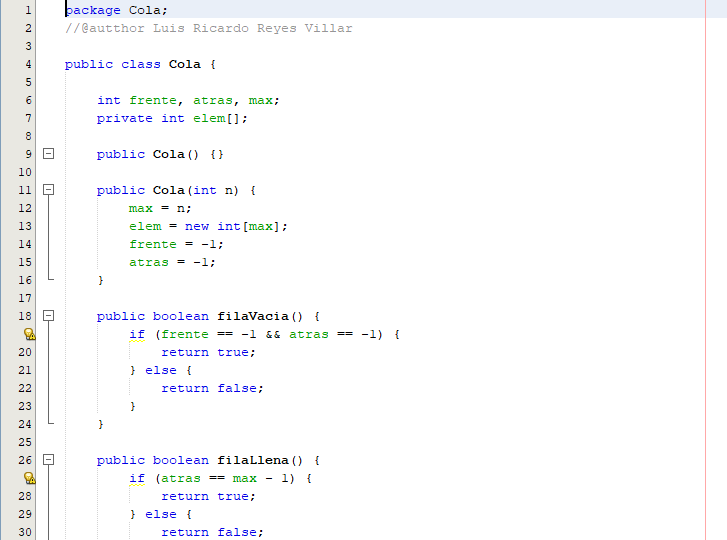 1 package Cola;
2 //@autthor Luis Ricardo Reyes Villar
3
4 public class Cola {
5
6 int frente, atras, max;
7 private int elem[];
8
9 public Cola() {}
10
11 public Cola(int n) {
12 max = n;
13 elem = new int[max];
14 frente = -1;
15 atras = -1;
16 }
17
18 public boolean filaVacia() {
if (frente == -1 && atras == -1) {
20 return true;
21 } else {
22 return false;
23 }
24 }
25
26 public boolean filaLlena() {
if (atras == max - 1) {
28 return true;
29 } else {
30 return false;